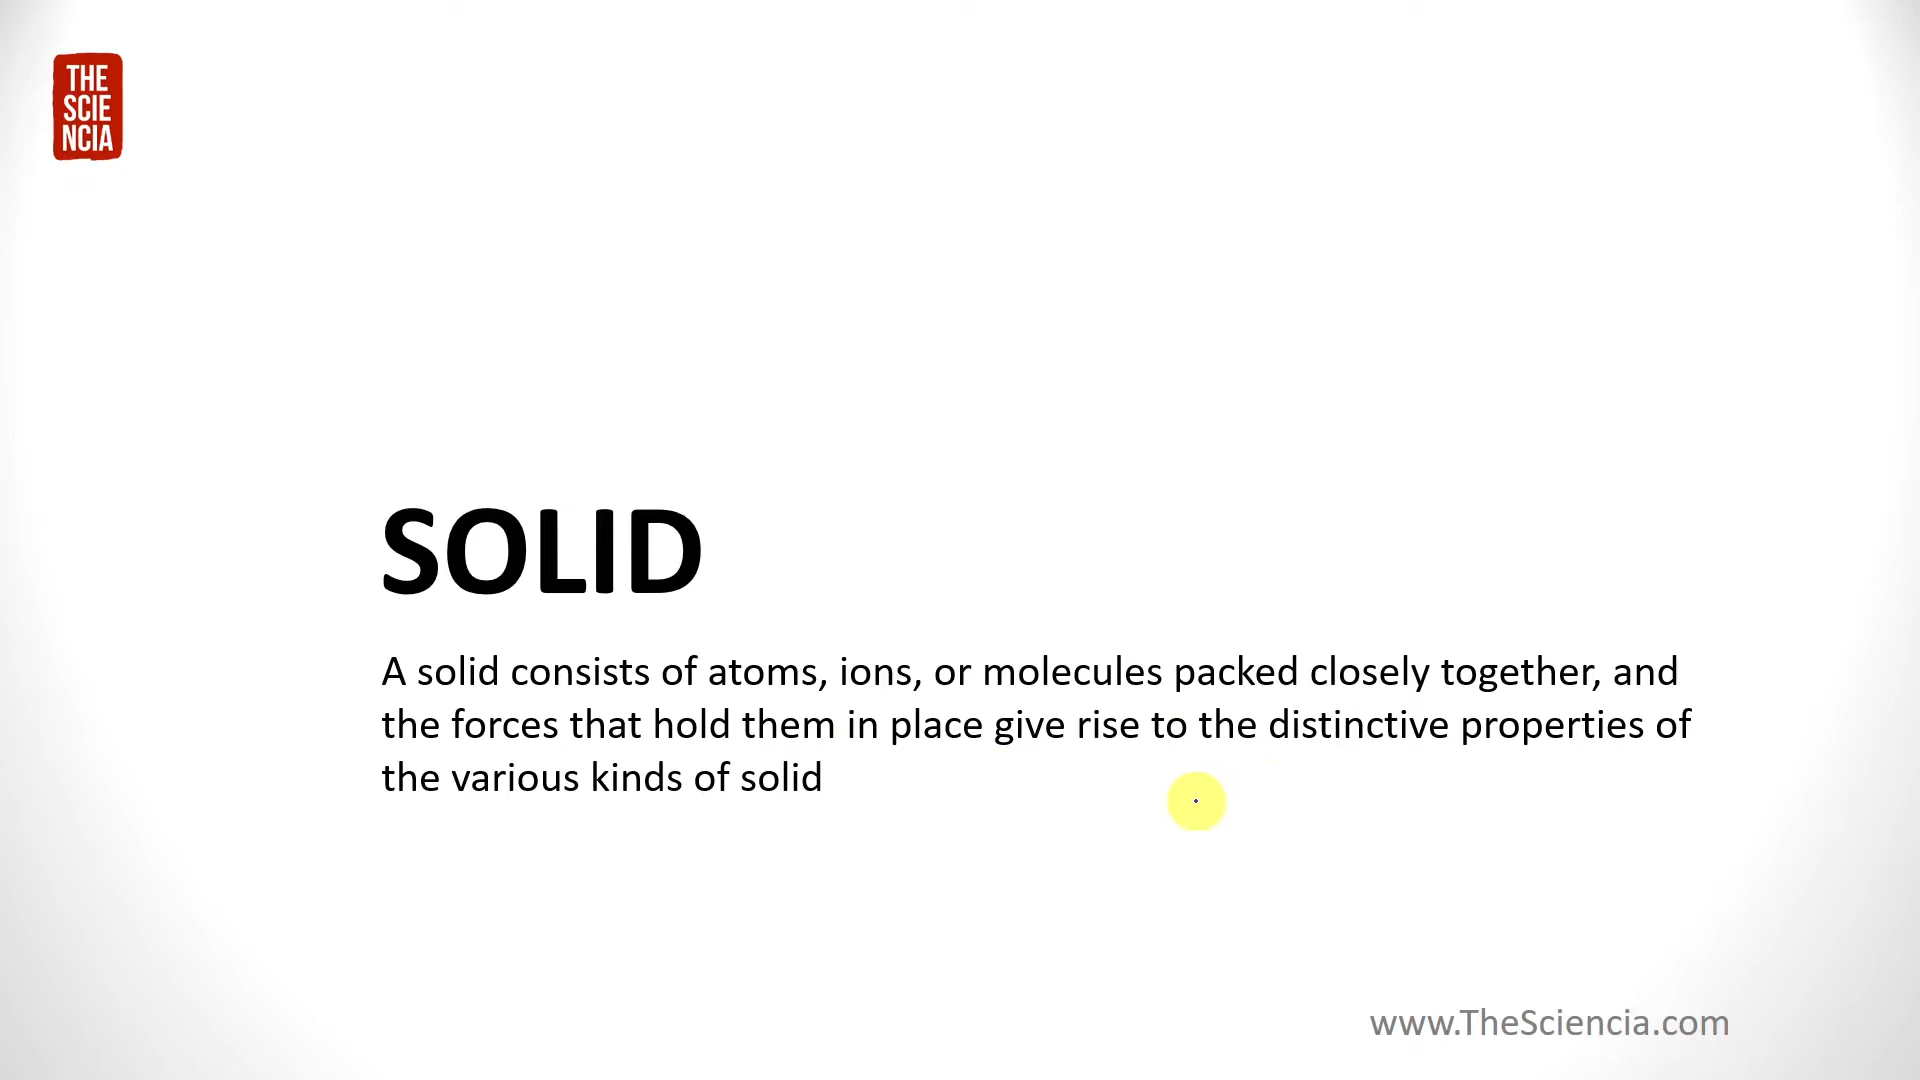 THE
SCIE
NCIA
SOLID
A solid consists of atoms, ions, or molecules packed closely together, and
the forces that hold them in place give rise to the distinctive properties of
the various kinds of solid
www.TheSciencia.com